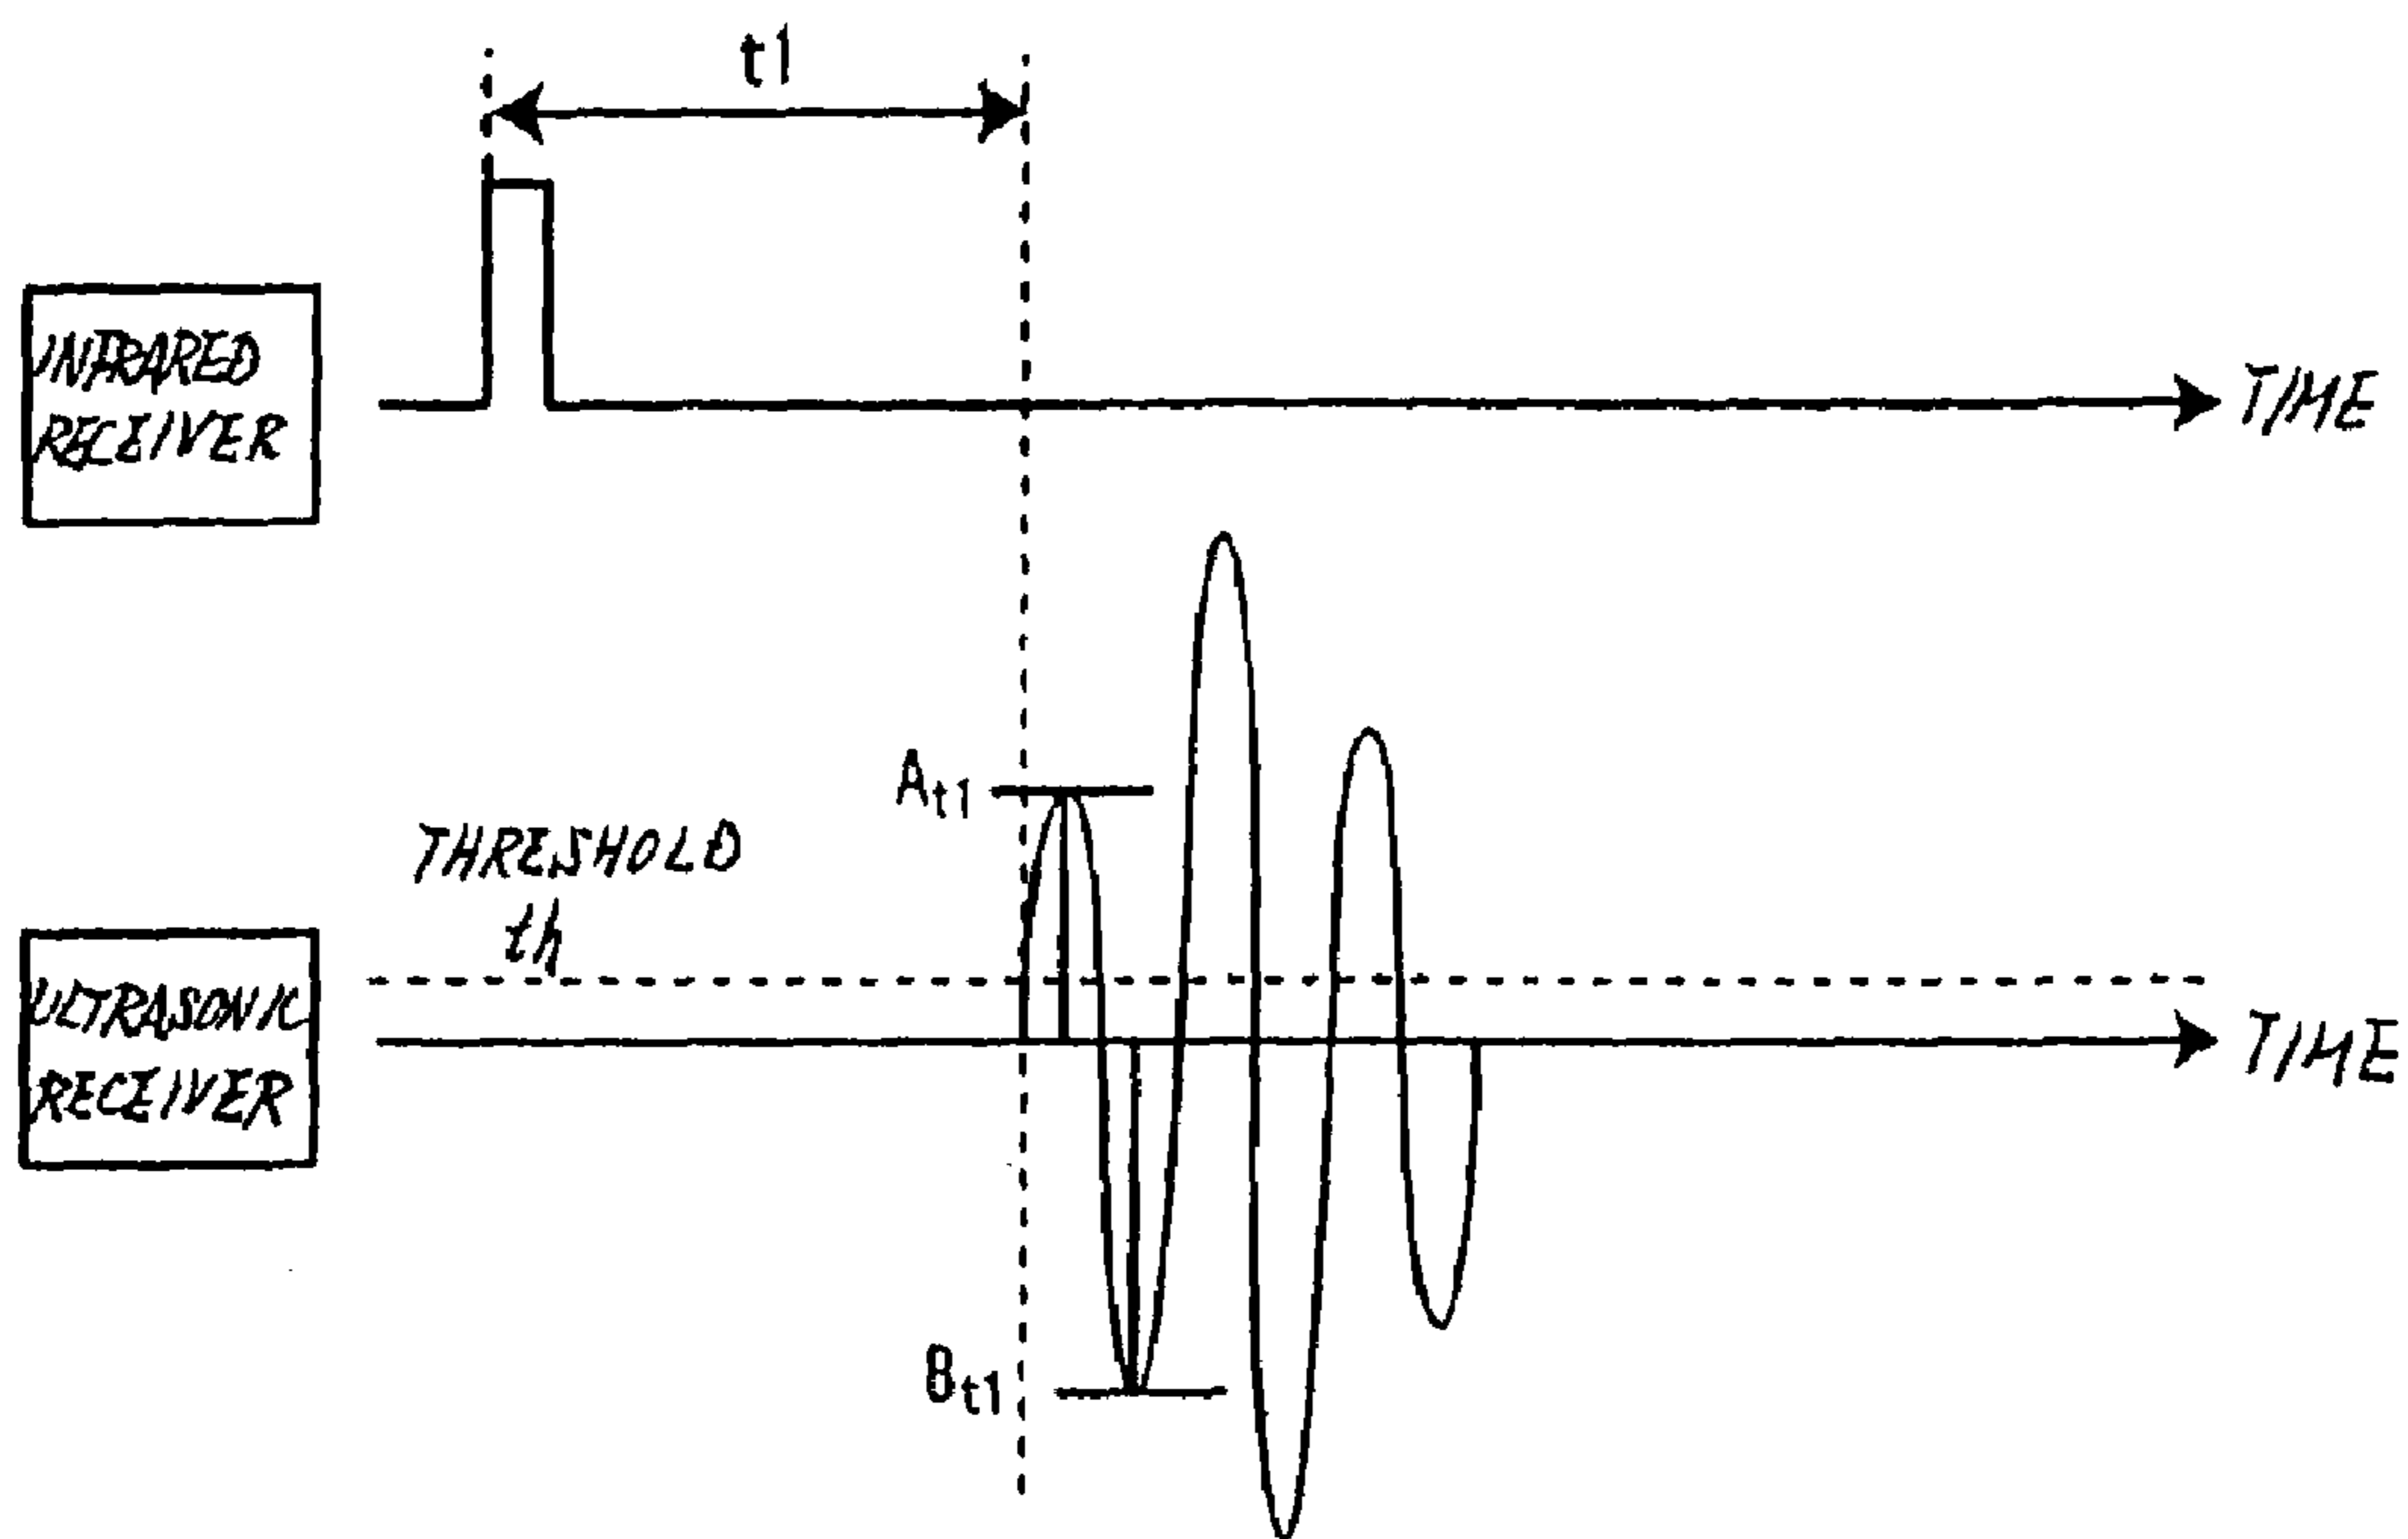 t1
INFRARED
RECEIVER
TIME
At1
THRESHOLD
th
ULTRASONIC
RECEIVER
TIME
Bt1